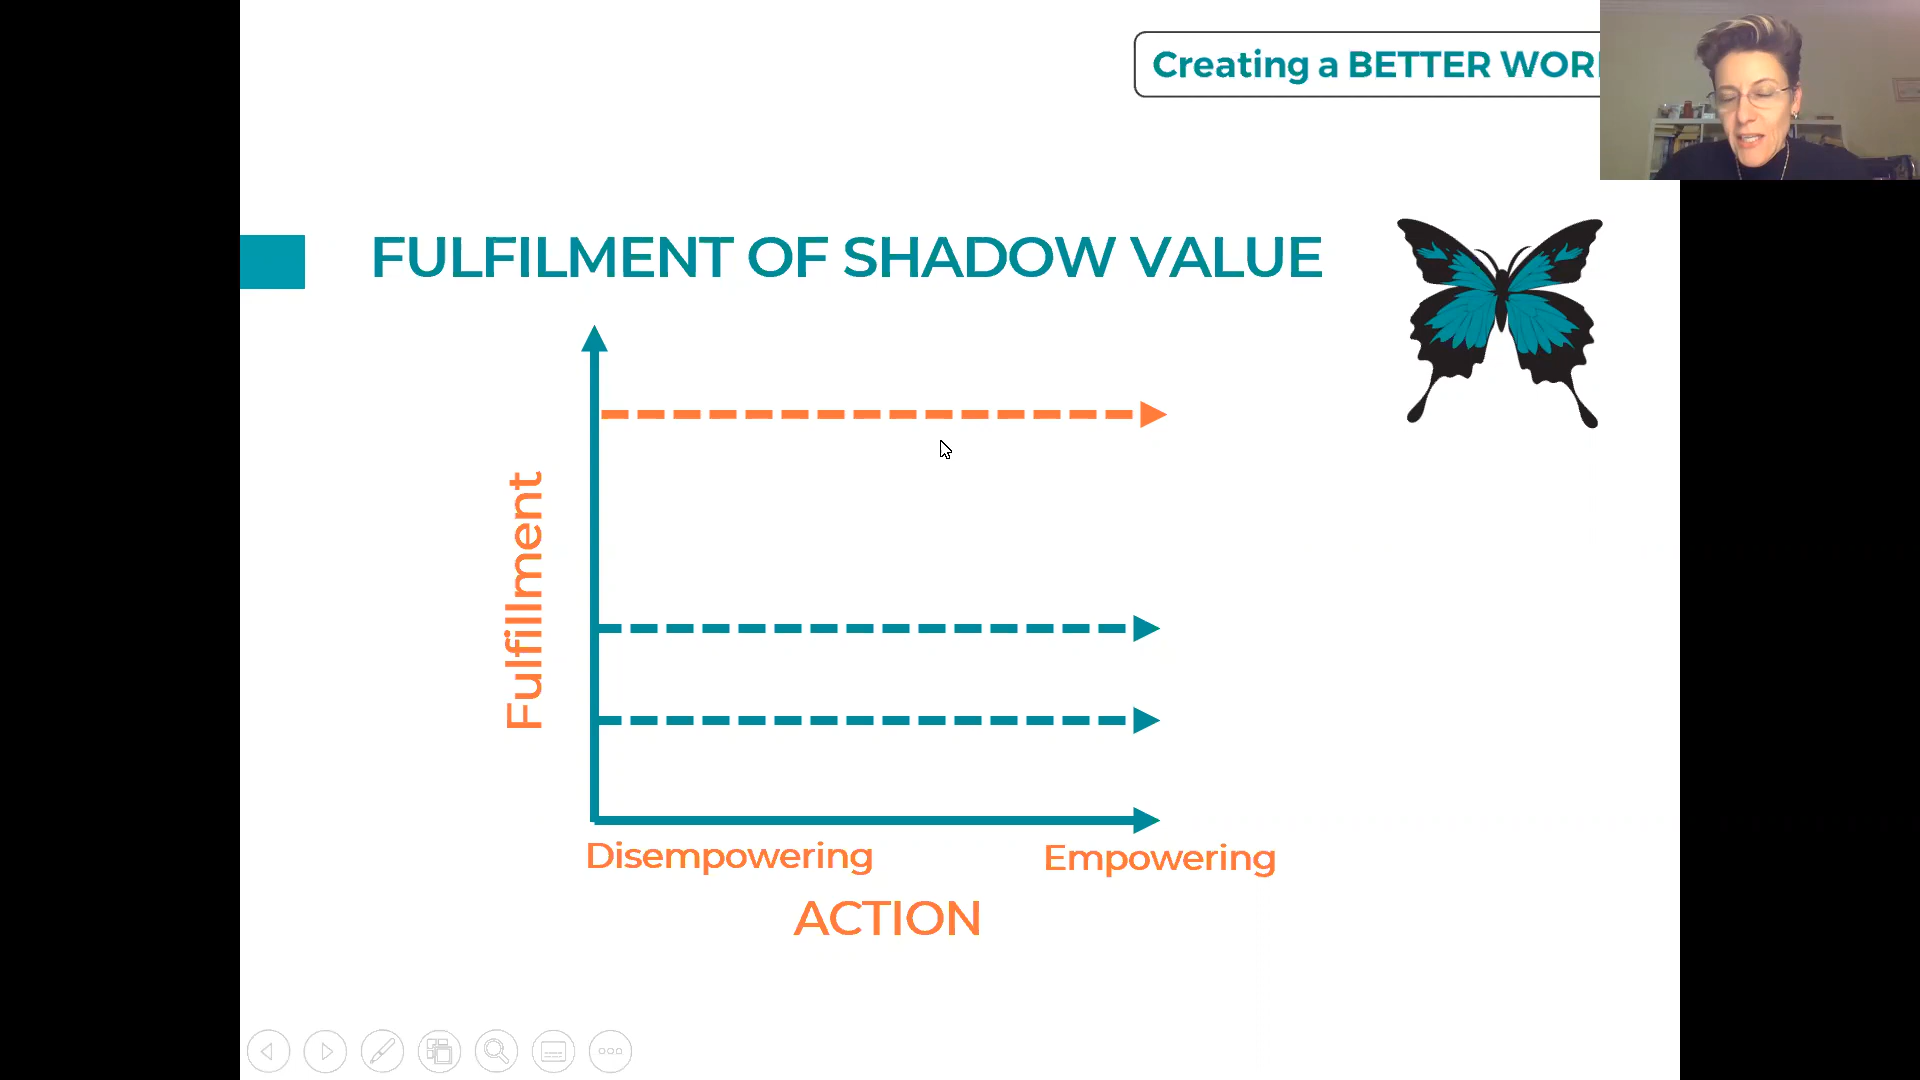 Creating a BETTER WOR
FULFILMENT OF SHADOW VALUE
Fulfillment
Disempowering
Empowering
ACTION